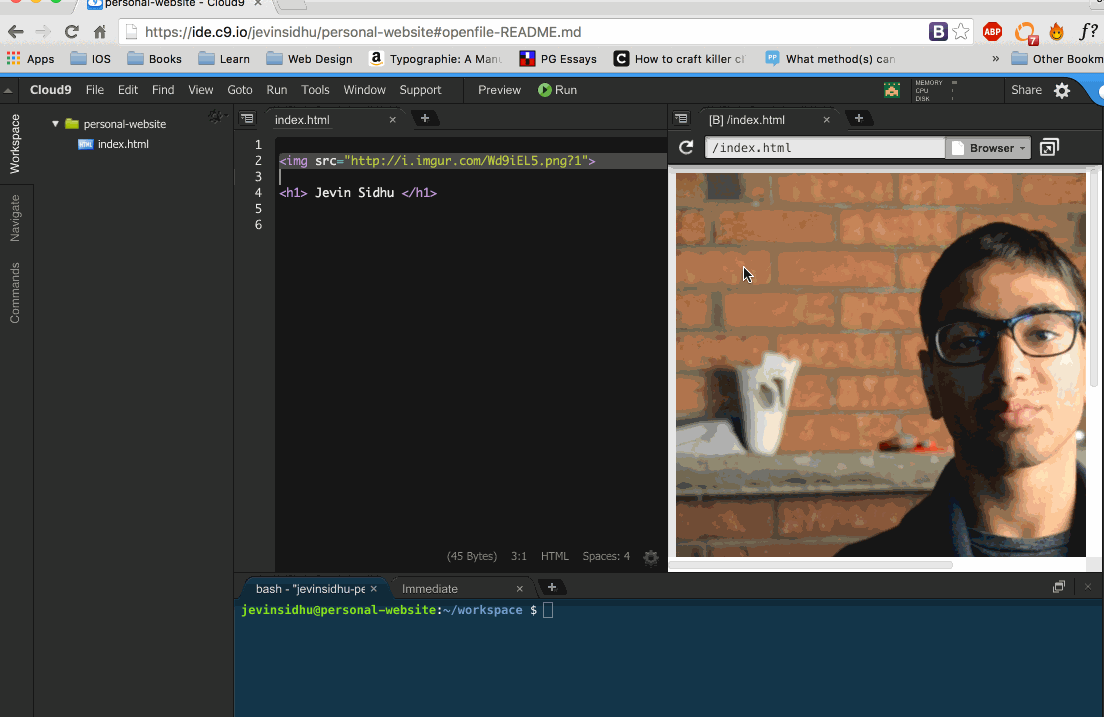 personal-website - Cloud9 ×
https://ide.c9.io/jevinsidhu/personal-website#openfile-README.md
B ABP 7 f?
Apps IOS Books Learn Web Design a Typographie: A Manu PG Essays C How to craft killer cl PP What method(s) can » Other Bookm
Cloud9 File Edit Find View Goto Run Tools Window Support Preview Run MEMORY CPU DISK Share
Workspace
Navigate
Commands
personal-website
index.html
index.html × +
1
2 <img src="http://i.imgur.com/Wd9iEL5.png?1">
3
4 <h1> Jevin Sidhu </h1>
5
6
(45 Bytes) 3:1 HTML Spaces: 4
[B] /index.html × +
/index.html Browser
bash - "jevinsidhu-pe × Immediate × +
jevinsidhu@personal-website:~/workspace $